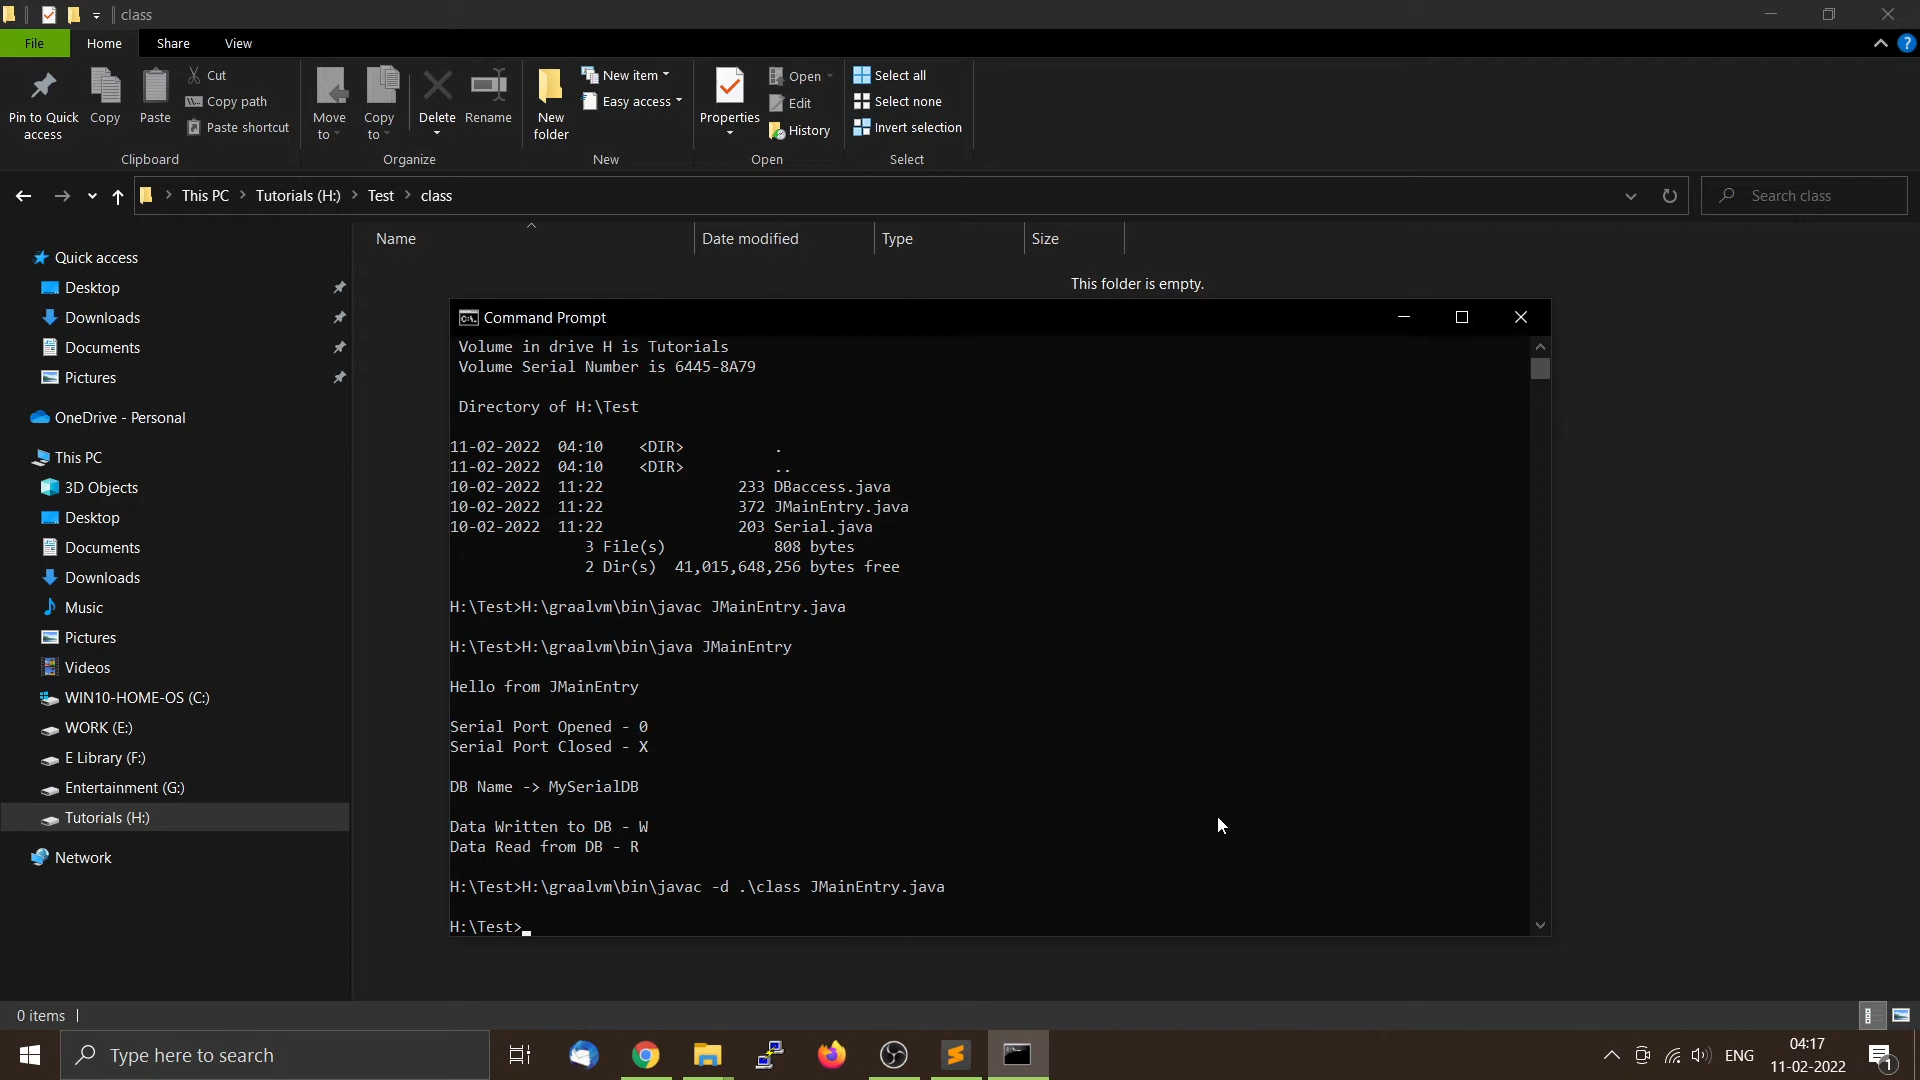 class
File
Home
Share
View
Pin to Quick access
Copy
Paste
Cut
Copy path
Paste shortcut
Clipboard
Move to
Copy to
Delete
Rename
Organize
New folder
New item
Easy access
New
Properties
Open
Edit
History
Open
Select all
Select none
Invert selection
Select
This PC
Tutorials (H:)
Test
class
Search class
Name
Date modified
Type
Size
This folder is empty.
Quick access
Desktop
Downloads
Documents
Pictures
OneDrive - Personal
This PC
3D Objects
Desktop
Documents
Downloads
Music
Pictures
Videos
WIN10-HOME-OS (C:)
WORK (E:)
E Library (F:)
Entertainment (G:)
Tutorials (H:)
Network
Command Prompt
Volume in drive H is Tutorials
Volume Serial Number is 6445-8A79
Directory of H:\Test
11-02-2022  04:10    <DIR>          .
11-02-2022  04:10    <DIR>          ..
10-02-2022  11:22               233 DBaccess.java
10-02-2022  11:22               372 JMainEntry.java
10-02-2022  11:22               203 Serial.java
3 File(s)            808 bytes
2 Dir(s)  41,015,648,256 bytes free
H:\Test>H:\graalvm\bin\javac JMainEntry.java
H:\Test>H:\graalvm\bin\java JMainEntry
Hello from JMainEntry
Serial Port Opened - 0
Serial Port Closed - X
DB Name -> MySerialDB
Data Written to DB - W
Data Read from DB - R
H:\Test>H:\graalvm\bin\javac -d .\class JMainEntry.java
H:\Test>
0 items
Type here to search
ENG
04:17
11-02-2022
1